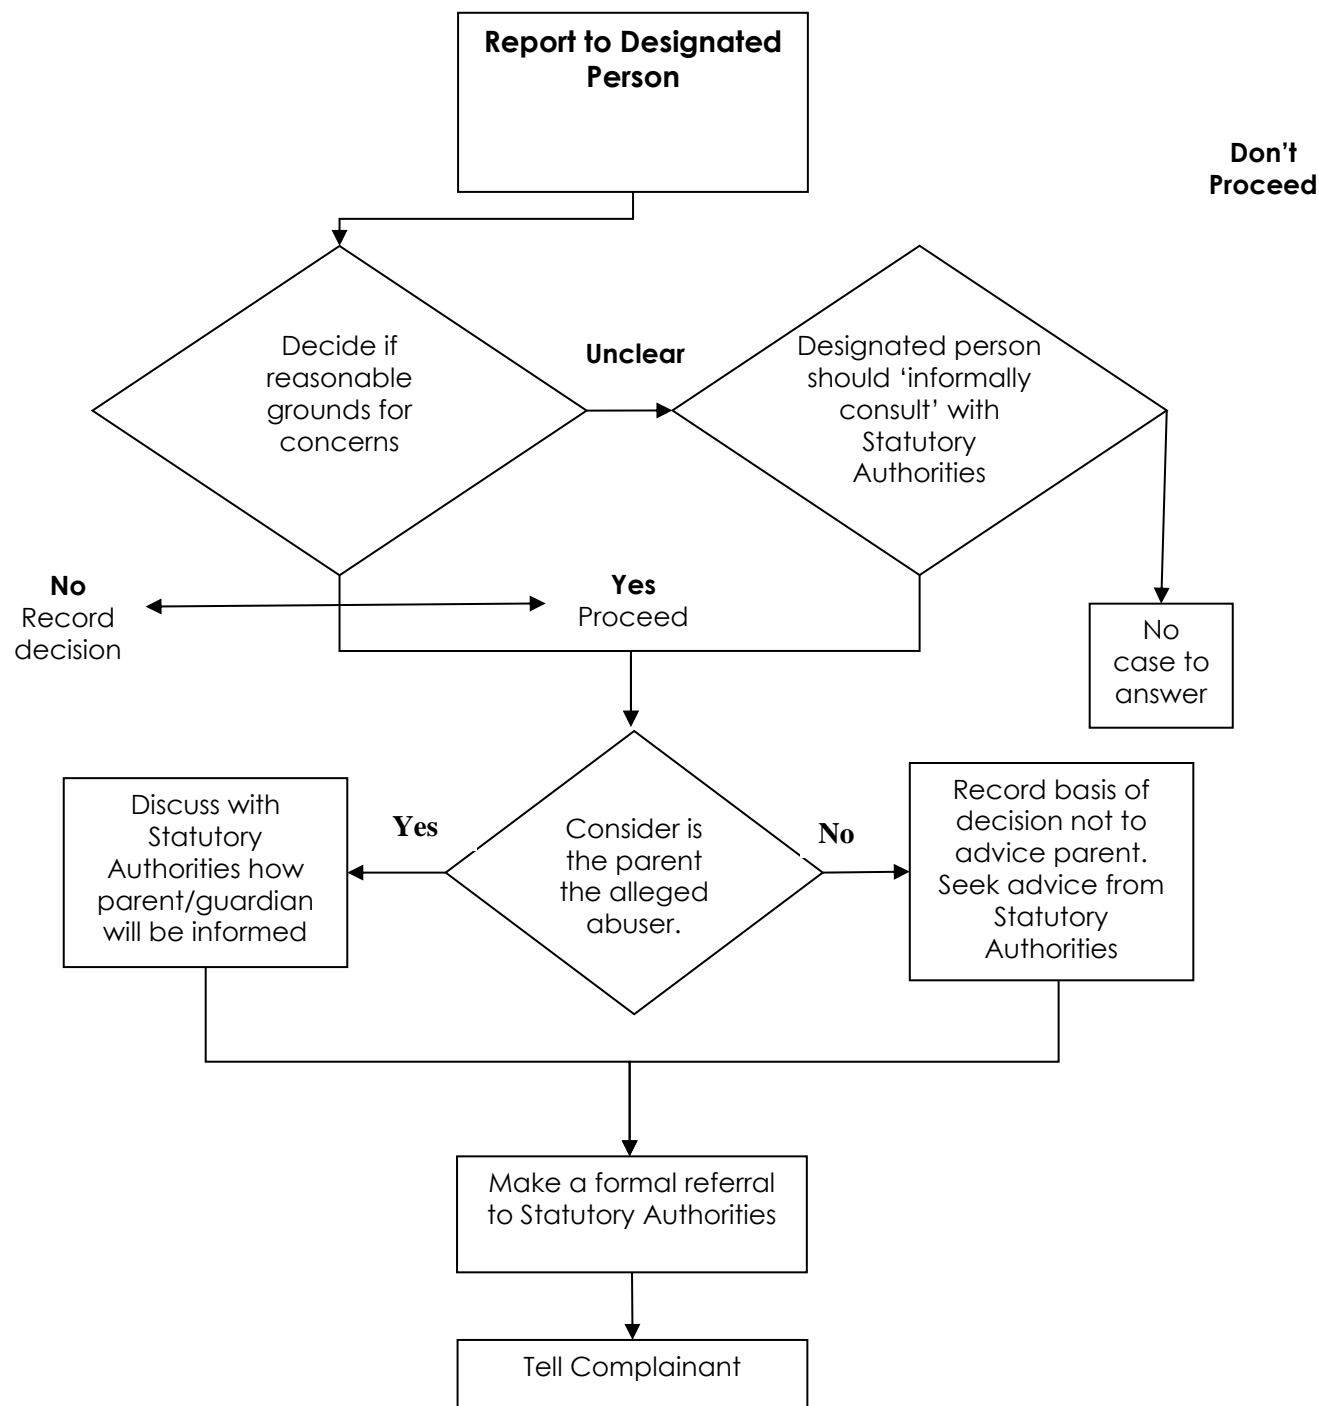 Report to Designated
Person
Don't
Proceed
Decide if
reasonable
grounds for
concerns
Unclear
Designated person
should ‘informally
consult’ with
Statutory
Authorities
No
Record
decision
Yes
Proceed
No
case to
answer
Discuss with
Statutory
Authorities how
parent/guardian
will be informed
Yes
Consider is
the parent
the alleged
abuser.
No
Record basis of
decision not to
advice parent.
Seek advice from
Statutory
Authorities
Make a formal referral
to Statutory Authorities
Tell Complainant